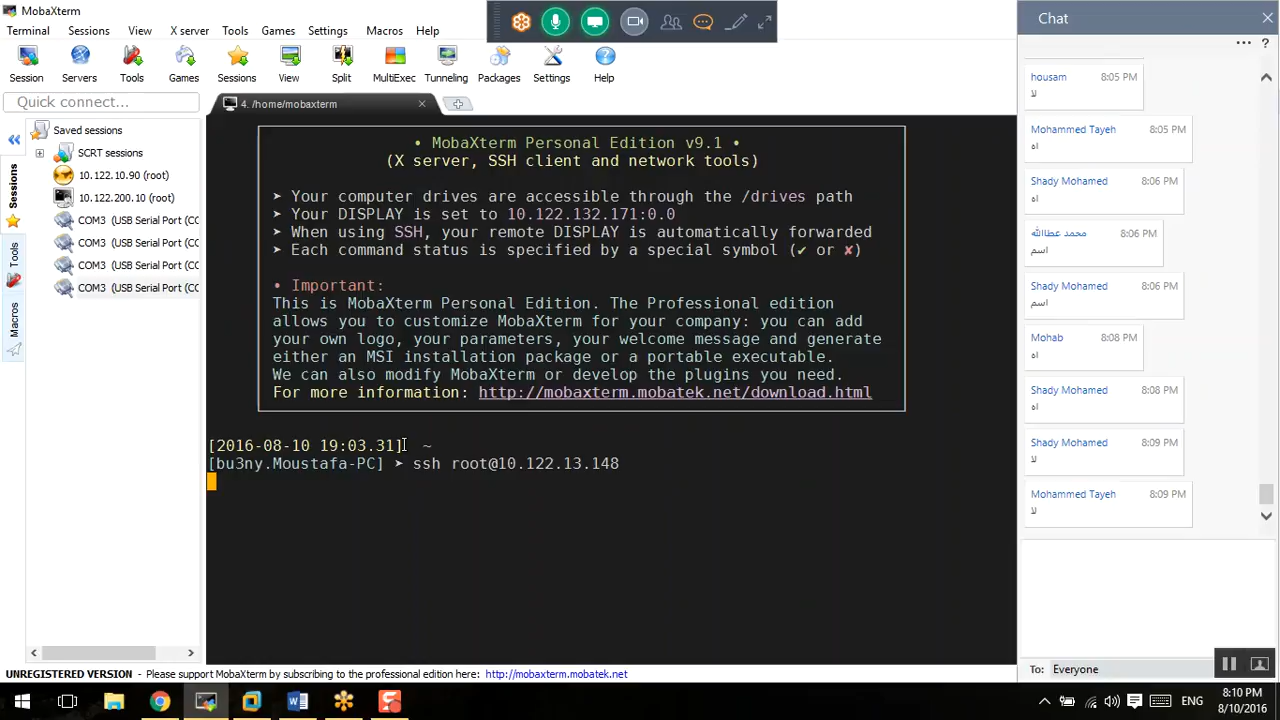 MobaXterm
Terminal Sessions View X server Tools Games Settings Macros Help
Session Servers Tools Games Sessions View Split MultiExec Tunneling Packages Settings Help
Quick connect...
4. /home/mobaxterm
Saved sessions
SCRT sessions
10.122.10.90 (root)
10.122.200.10 (root)
COM3 (USB Serial Port (CC
COM3 (USB Serial Port (CC
COM3 (USB Serial Port (CC
COM3 (USB Serial Port (CC
Sessions
Tools
Macros
• MobaXterm Personal Edition v9.1 •
(X server, SSH client and network tools)
➤ Your computer drives are accessible through the /drives path
➤ Your DISPLAY is set to 10.122.132.171:0.0
➤ When using SSH, your remote DISPLAY is automatically forwarded
➤ Each command status is specified by a special symbol (✔ or ✘)
• Important:
This is MobaXterm Personal Edition. The Professional edition
allows you to customize MobaXterm for your company: you can add
your own logo, your parameters, your welcome message and generate
either an MSI installation package or a portable executable.
We can also modify MobaXterm or develop the plugins you need.
For more information: http://mobaxterm.mobatek.net/download.html
[2016-08-10 19:03.31] ~
[bu3ny.Moustafa-PC] ➤ ssh root@10.122.13.148
Chat
housam 8:05 PM
لا
Mohammed Tayeh 8:05 PM
اه
Shady Mohamed 8:06 PM
اه
محمد عطاالله 8:06 PM
اسم
Shady Mohamed 8:06 PM
اسم
Mohab 8:08 PM
اه
Shady Mohamed 8:08 PM
اه
Shady Mohamed 8:09 PM
لا
Mohammed Tayeh 8:09 PM
لا
To: Everyone
UNREGISTERED VERSION - Please support MobaXterm by subscribing to the professional edition here: http://mobaxterm.mobatek.net
ENG
8:10 PM
8/10/2016